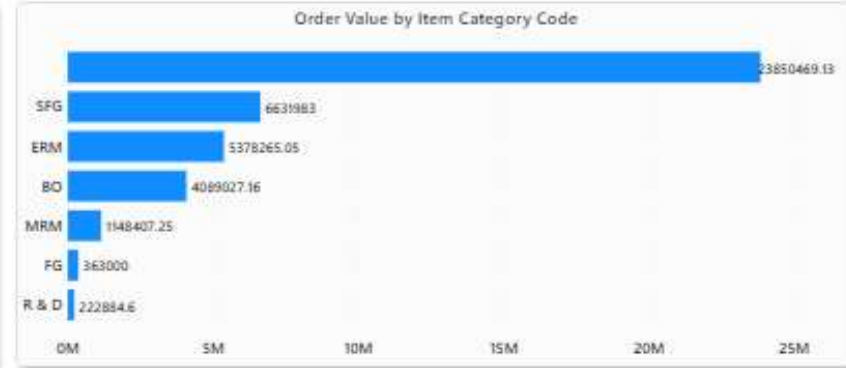 Order Value by Item Category Code
23850469.13
SFG 6631983
ERM 5378265.05
BO 4089027.16
MRM 1148407.25
FG 363000
R & D 222884.6
0M 5M 10M 15M 20M 25M